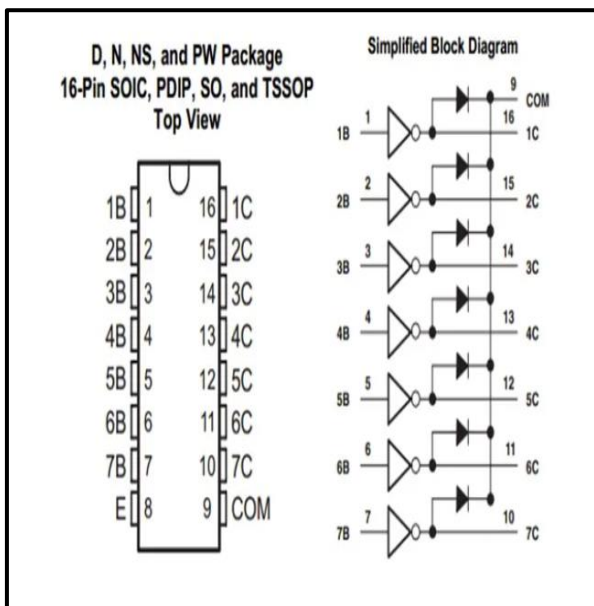 D, N, NS, and PW Package
16-Pin SOIC, PDIP, SO, and TSSOP
Top View
1B 1 16 1C
2B 2 15 2C
3B 3 14 3C
4B 4 13 4C
5B 5 12 5C
6B 6 11 6C
7B 7 10 7C
E 8 9 COM
Simplified Block Diagram
9 COM
1B 1 16 1C
2B 2 15 2C
3B 3 14 3C
4B 4 13 4C
5B 5 12 5C
6B 6 11 6C
7B 7 10 7C